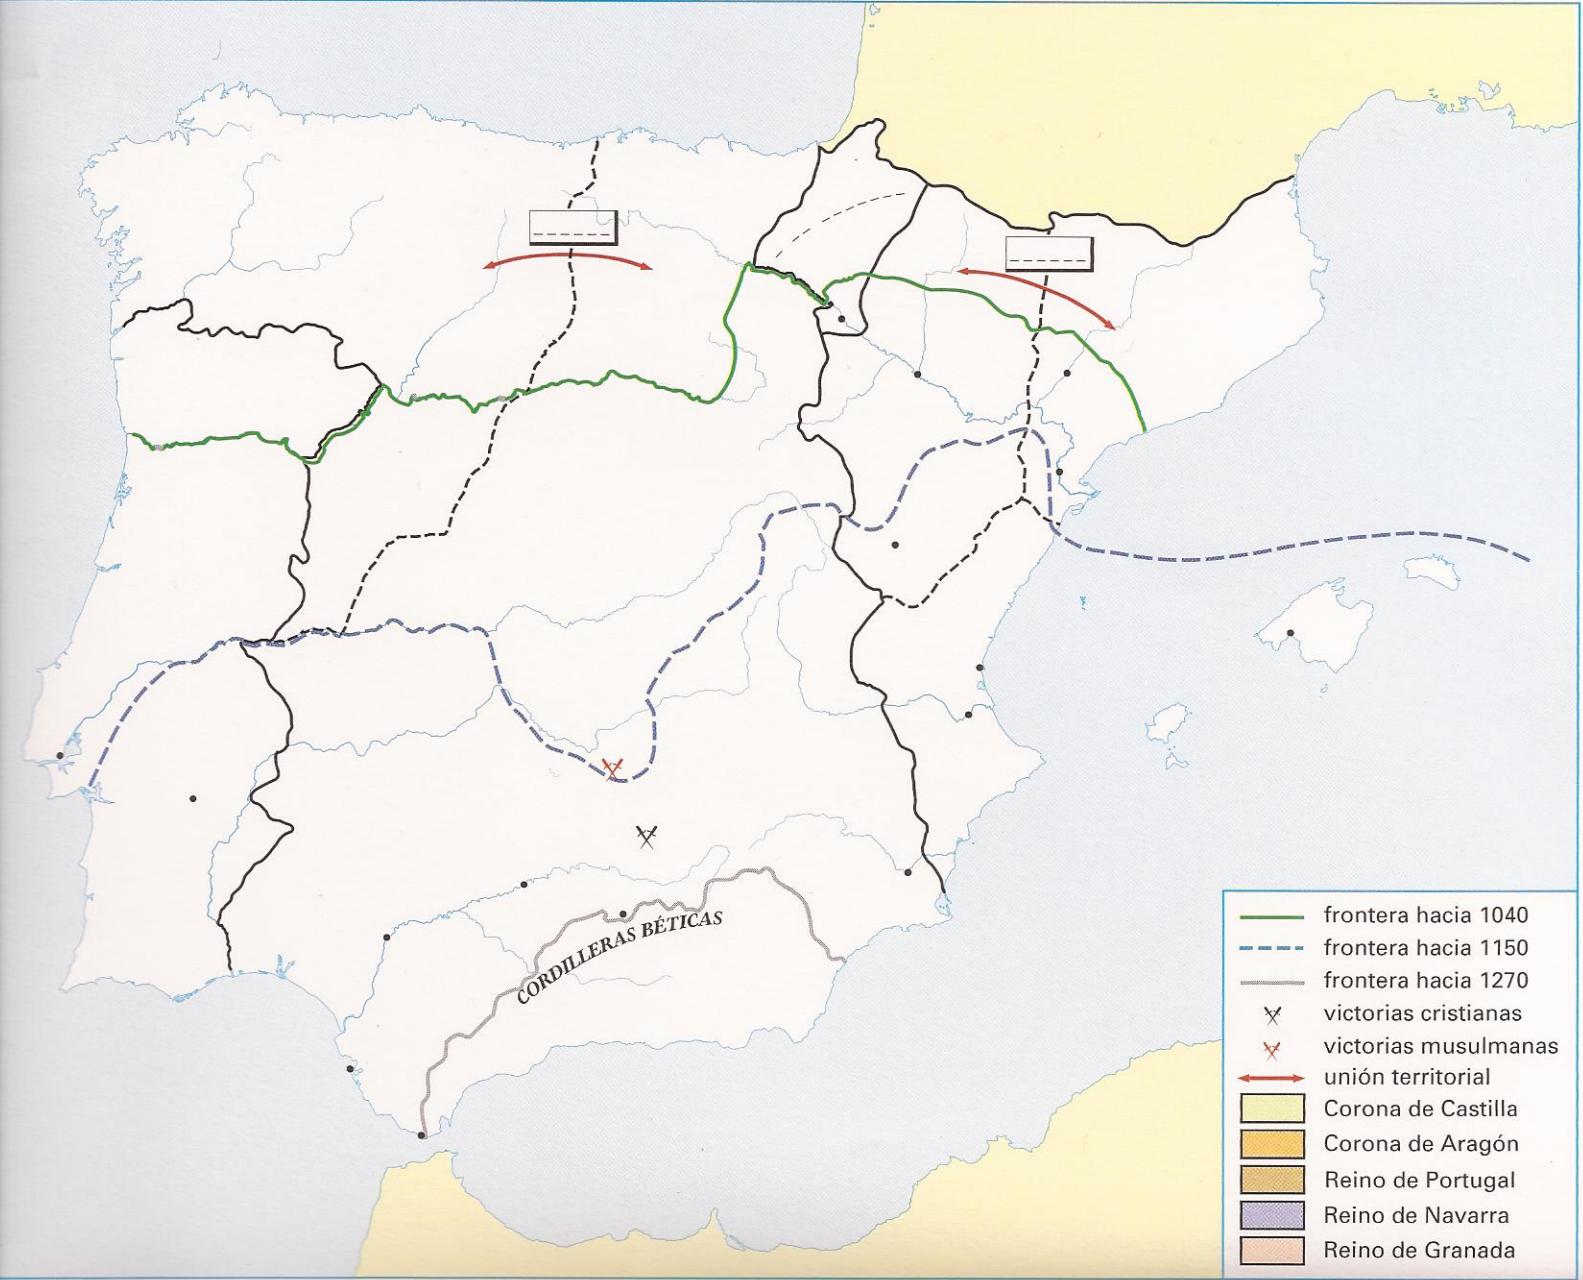 CORDILLERAS BÉTICAS
frontera hacia 1040
frontera hacia 1150
frontera hacia 1270
victorias cristianas
victorias musulmanas
unión territorial
Corona de Castilla
Corona de Aragón
Reino de Portugal
Reino de Navarra
Reino de Granada